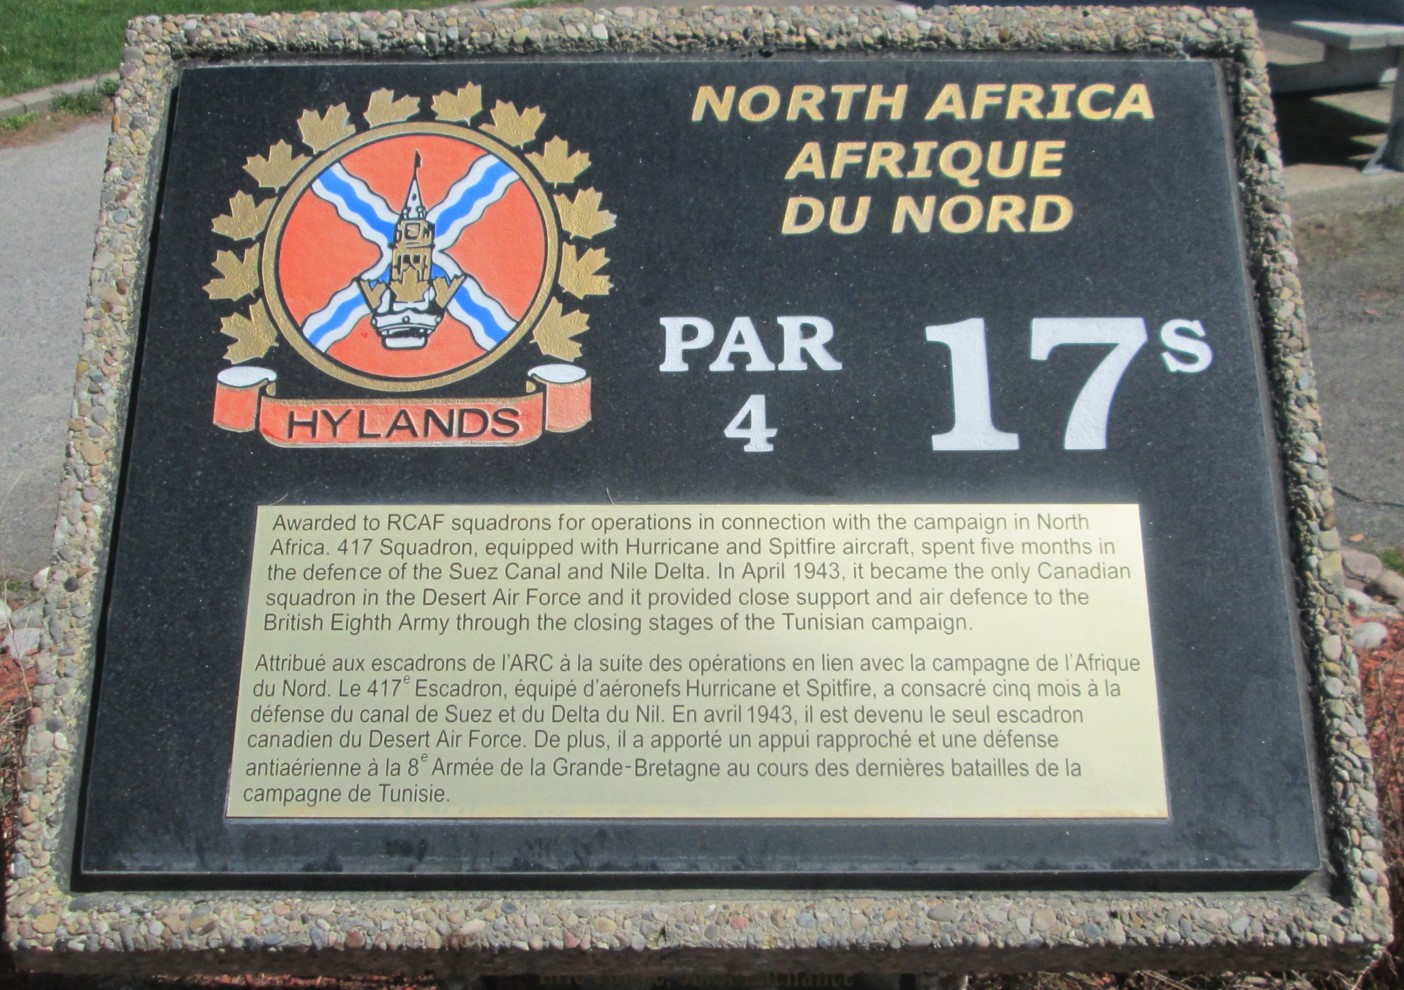 NORTH AFRICA
AFRIQUE
DU NORD
HYLANDS
PAR
4
17S
Awarded to RCAF squadrons for operations in connection with the campaign in North
Africa. 417 Squadron, equipped with Hurricane and Spitfire aircraft, spent five months in
the defence of the Suez Canal and Nile Delta. In April 1943, it became the only Canadian
squadron in the Desert Air Force and it provided close support and air defence to the
British Eighth Army through the closing stages of the Tunisian campaign.
Attribué aux escadrons de l'ARC à la suite des opérations en lien avec la campagne de l'Afrique
du Nord. Le 417e Escadron, équipé d'aéronefs Hurricane et Spitfire, a consacré cinq mois à la
défense du canal de Suez et du Delta du Nil. En avril 1943, il est devenu le seul escadron
canadien du Desert Air Force. De plus, il a apporté un appui rapproché et une défense
antiaérienne à la 8e Armée de la Grande-Bretagne au cours des dernières batailles de la
campagne de Tunisie.